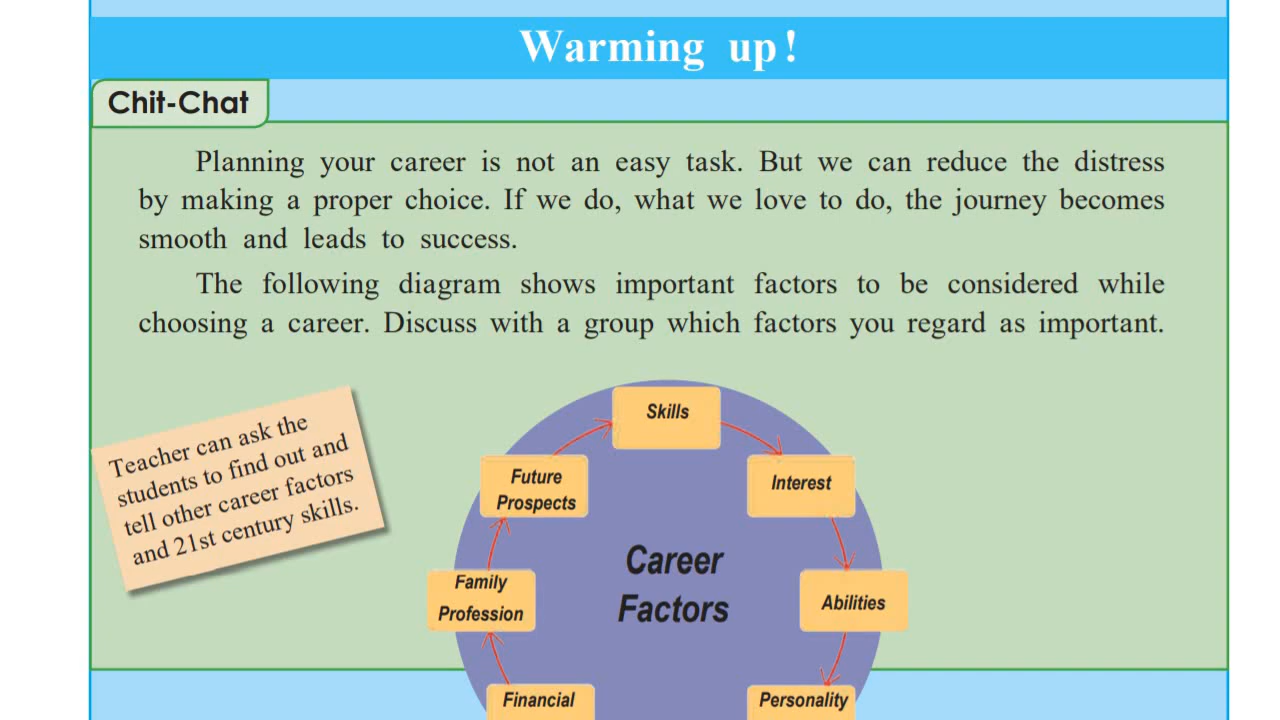 Warming up!
Chit-Chat
Planning your career is not an easy task. But we can reduce the distress
by making a proper choice. If we do, what we love to do, the journey becomes
smooth and leads to success.
The following diagram shows important factors to be considered while
choosing a career. Discuss with a group which factors you regard as important.
Teacher can ask the
students to find out and
tell other career factors
and 21st century skills.
Skills
Interest
Abilities
Personality
Financial
Family
Profession
Future
Prospects
Career
Factors